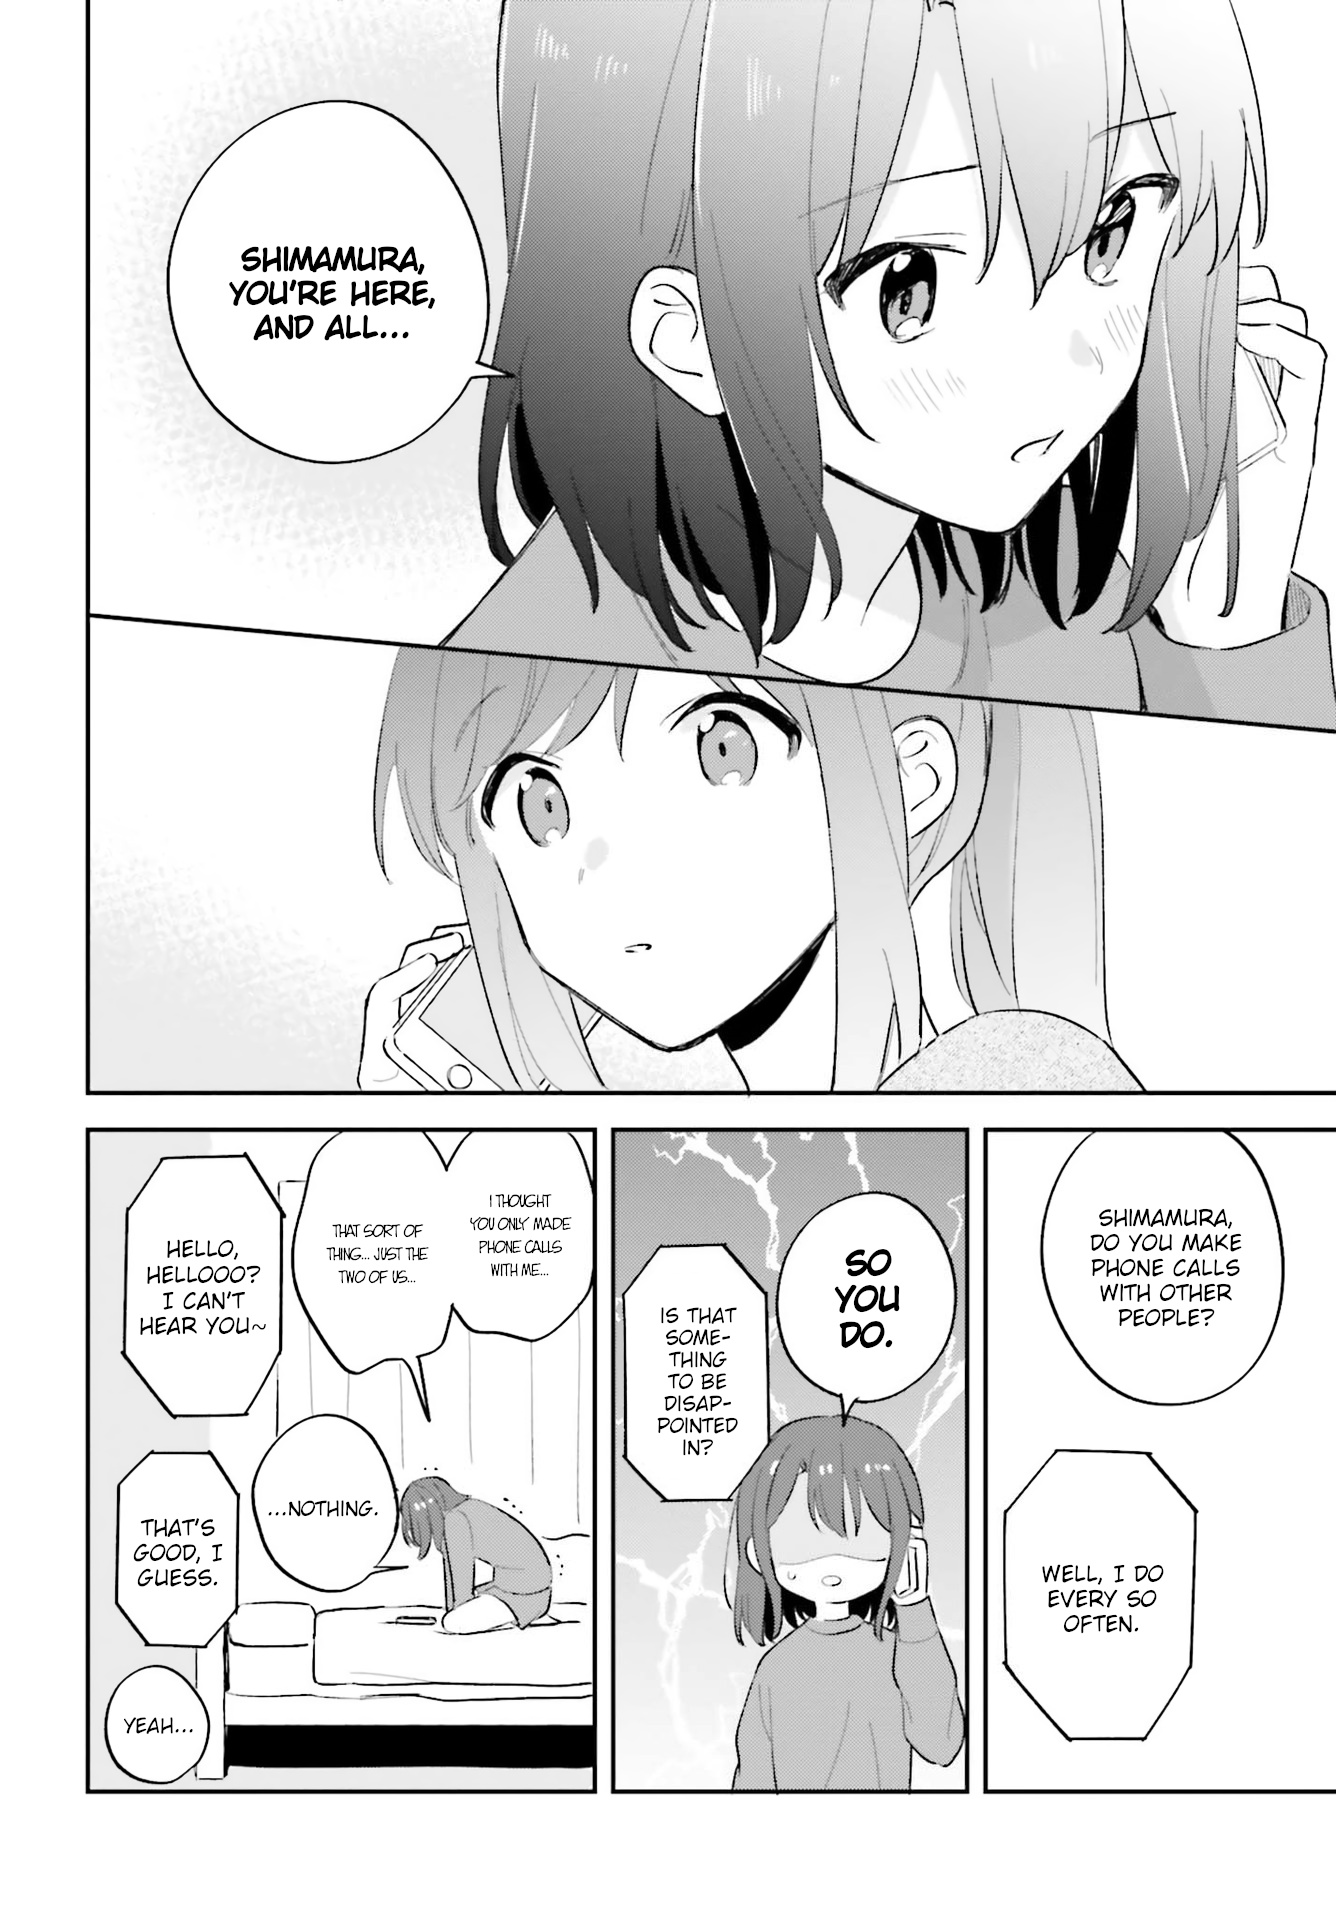 SHIMAMURA,
YOU'RE HERE,
AND ALL...
SHIMAMURA,
DO YOU MAKE
PHONE CALLS
WITH OTHER
PEOPLE?
WELL, I DO
EVERY SO
OFTEN.
SO
YOU
DO.
IS THAT
SOME-
THING
TO BE
DISAP-
POINTED
IN?
I THOUGHT
YOU ONLY MADE
PHONE CALLS
WITH ME...
THAT SORT OF
THING... JUST THE
TWO OF US...
HELLO,
HELLOOO?
I CAN'T
HEAR YOU~
...NOTHING.
THAT'S
GOOD, I
GUESS.
YEAH...